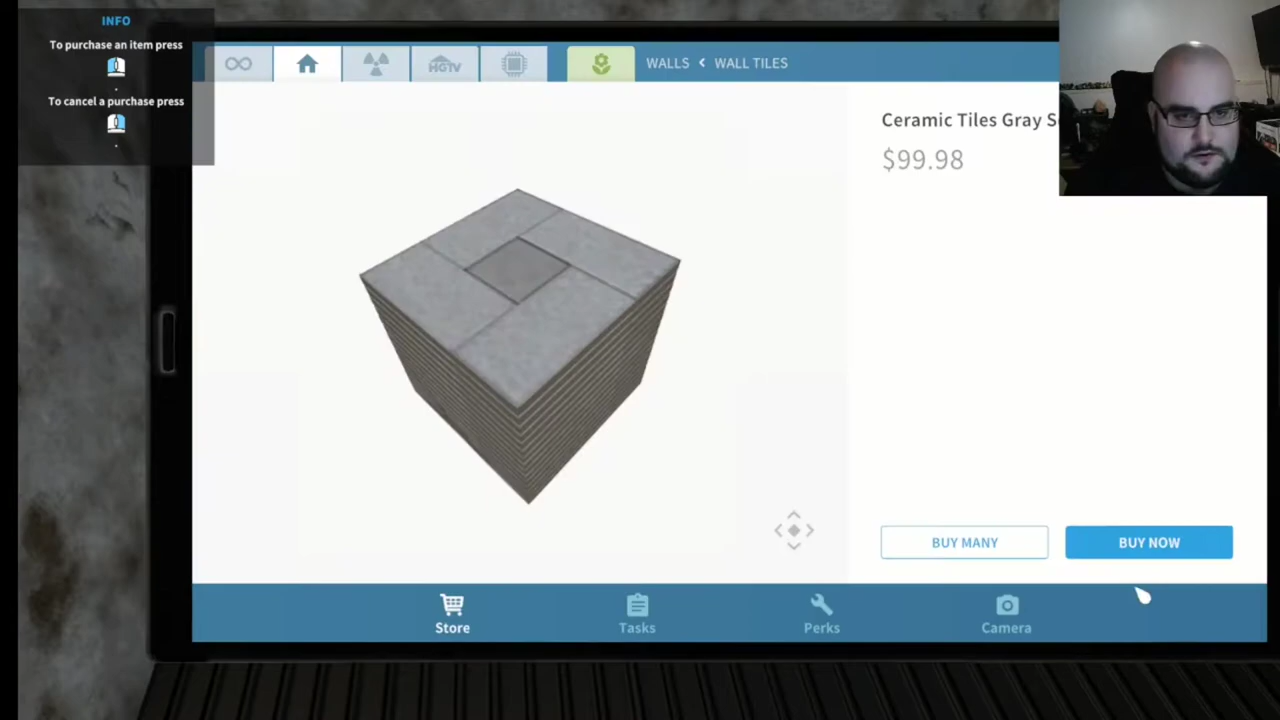 INFO
To purchase an item press
.
To cancel a purchase press
.
HGTV
WALLS < WALL TILES
Ceramic Tiles Gray
$99.98
BUY MANY
BUY NOW
Store
Tasks
Perks
Camera